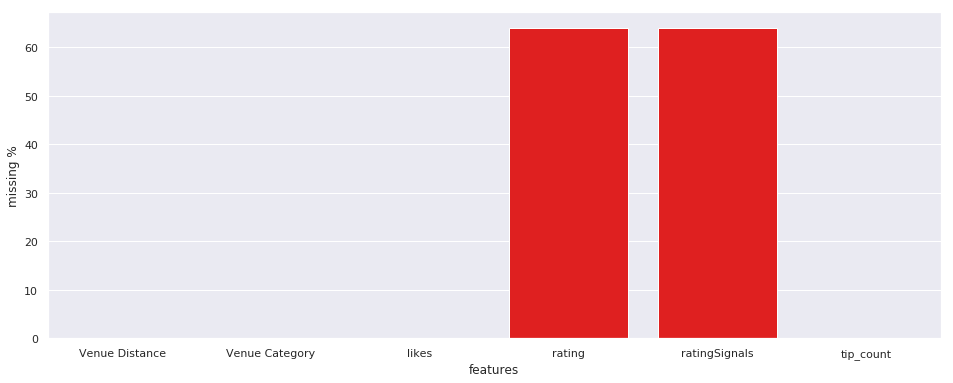 missing %
60
50
40
30
20
10
0
Venue Distance Venue Category likes rating ratingSignals tip_count
features